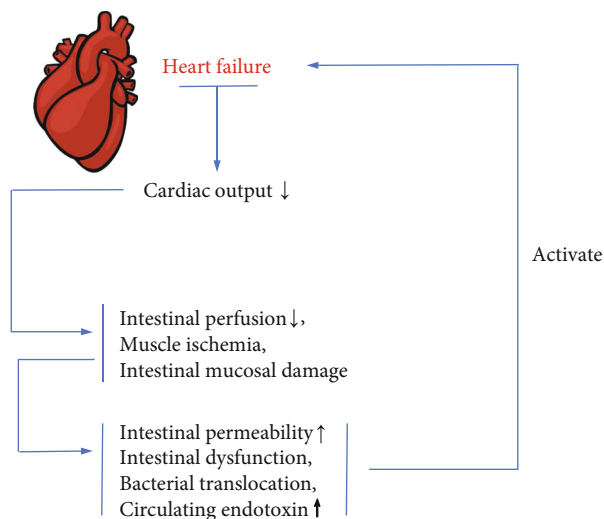 Heart failure
Cardiac output ↓
Activate
Intestinal perfusion↓,
Muscle ischemia,
Intestinal mucosal damage
Intestinal permeability↑
Intestinal dysfunction,
Bacterial translocation,
Circulating endotoxin↑